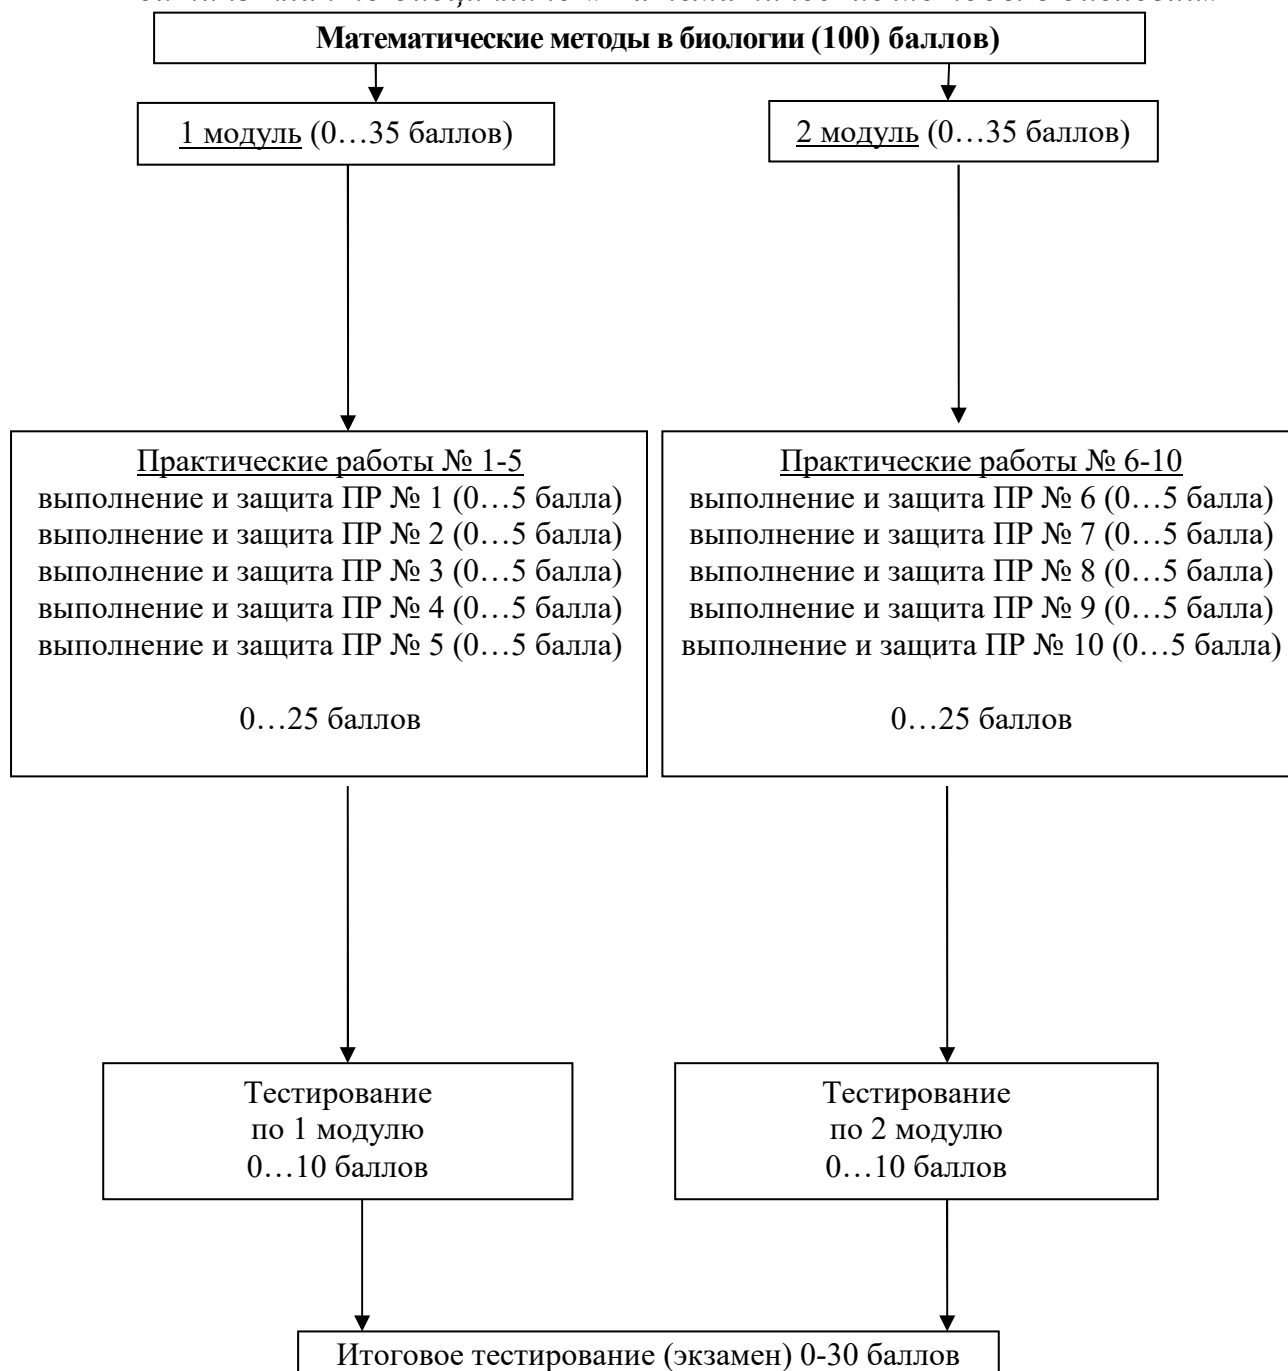 Математические методы в биологии (100) баллов)
1 модуль (0…35 баллов)
2 модуль (0…35 баллов)
Практические работы № 1-5
выполнение и защита ПР № 1 (0…5 балла)
выполнение и защита ПР № 2 (0…5 балла)
выполнение и защита ПР № 3 (0…5 балла)
выполнение и защита ПР № 4 (0…5 балла)
выполнение и защита ПР № 5 (0…5 балла)
0…25 баллов
Практические работы № 6-10
выполнение и защита ПР № 6 (0…5 балла)
выполнение и защита ПР № 7 (0…5 балла)
выполнение и защита ПР № 8 (0…5 балла)
выполнение и защита ПР № 9 (0…5 балла)
выполнение и защита ПР № 10 (0…5 балла)
0…25 баллов
Тестирование
по 1 модулю
0…10 баллов
Тестирование
по 2 модулю
0…10 баллов
Итоговое тестирование (экзамен) 0-30 баллов